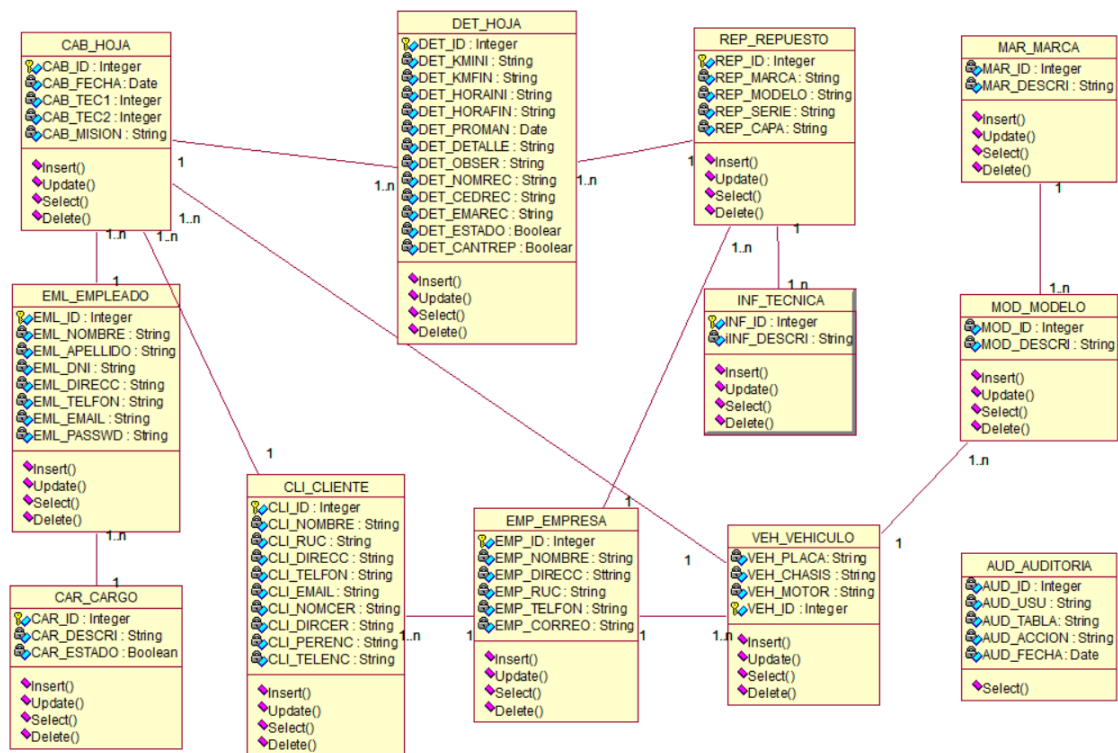 CAB_HOJA
CAB_ID : Integer
CAB_FECHA : Date
CAB_TEC1 : Integer
CAB_TEC2 : Integer
CAB_MISION : String
Insert()
Update()
Select()
Delete()
1
1..n
1..n
1..n
DET_HOJA
DET_ID : Integer
DET_KMINI : String
DET_KMFIN : String
DET_HORAINI : String
DET_HORAFIN : String
DET_PROMAN : Date
DET_DETALLE : String
DET_OBSER : String
DET_NOMREC : String
DET_CEDREC : String
DET_EMAREC : String
DET_ESTADO : Boolear
DET_CANTREP : Boolear
Insert()
Update()
Select()
Delete()
1..n
1..n
REP_REPUESTO
REP_ID : Integer
REP_MARCA : String
REP_MODELO : String
REP_SERIE : String
REP_CAPA : String
Insert()
Update()
Select()
Delete()
1
1..n
1
MAR_MARCA
MAR_ID : Integer
MAR_DESCRI : String
Insert()
Update()
Select()
Delete()
1
1
EML_EMPLEADO
EML_ID : Integer
EML_NOMBRE : String
EML_APELLIDO : String
EML_DNI : String
EML_DIRECC : String
EML_TELFON : String
EML_EMAIL : String
EML_PASSWD : String
Insert()
Update()
Select()
Delete()
1..n
1..n
INF_TECNICA
INF_ID : Integer
IINF_DESCRI : String
Insert()
Update()
Select()
Delete()
1..n
MOD_MODELO
MOD_ID : Integer
MOD_DESCRI : String
Insert()
Update()
Select()
Delete()
1..n
1
CAR_CARGO
CAR_ID : Integer
CAR_DESCRI : String
CAR_ESTADO : Boolean
Insert()
Update()
Select()
Delete()
1
CLI_CLIENTE
CLI_ID : Integer
CLI_NOMBRE : String
CLI_RUC : String
CLI_DIRECC : String
CLI_TELFON : String
CLI_EMAIL : String
CLI_NOMCER : String
CLI_DIRCER : String
CLI_PERENC : String
CLI_TELENC : String
Insert()
Update()
Select()
Delete()
1..n
1
EMP_EMPRESA
EMP_ID : Integer
EMP_NOMBRE : String
EMP_DIRECC : String
EMP_RUC : String
EMP_TELFON : String
EMP_CORREO : String
Insert()
Update()
Select()
Delete()
1
1
1
1..n
1
VEH_VEHICULO
VEH_PLACA: String
VEH_CHASIS : String
VEH_MOTOR : String
VEH_ID : Integer
Insert()
Update()
Select()
Delete()
AUD_AUDITORIA
AUD_ID : Integer
AUD_USU : String
AUD_TABLA : String
AUD_ACCION : String
AUD_FECHA : Date
Select()